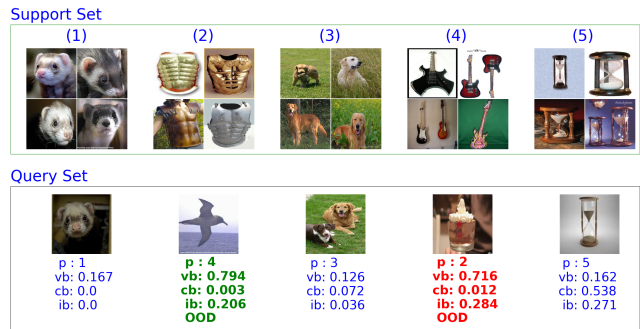 Support Set
(1) (2) (3) (4) (5)
Query Set
p : 1
vb: 0.167
cb: 0.0
ib: 0.0
p : 4
vb: 0.794
cb: 0.003
ib: 0.206
OOD
p : 3
vb: 0.126
cb: 0.072
ib: 0.036
p : 2
vb: 0.716
cb: 0.012
ib: 0.284
OOD
p : 5
vb: 0.162
cb: 0.538
ib: 0.271